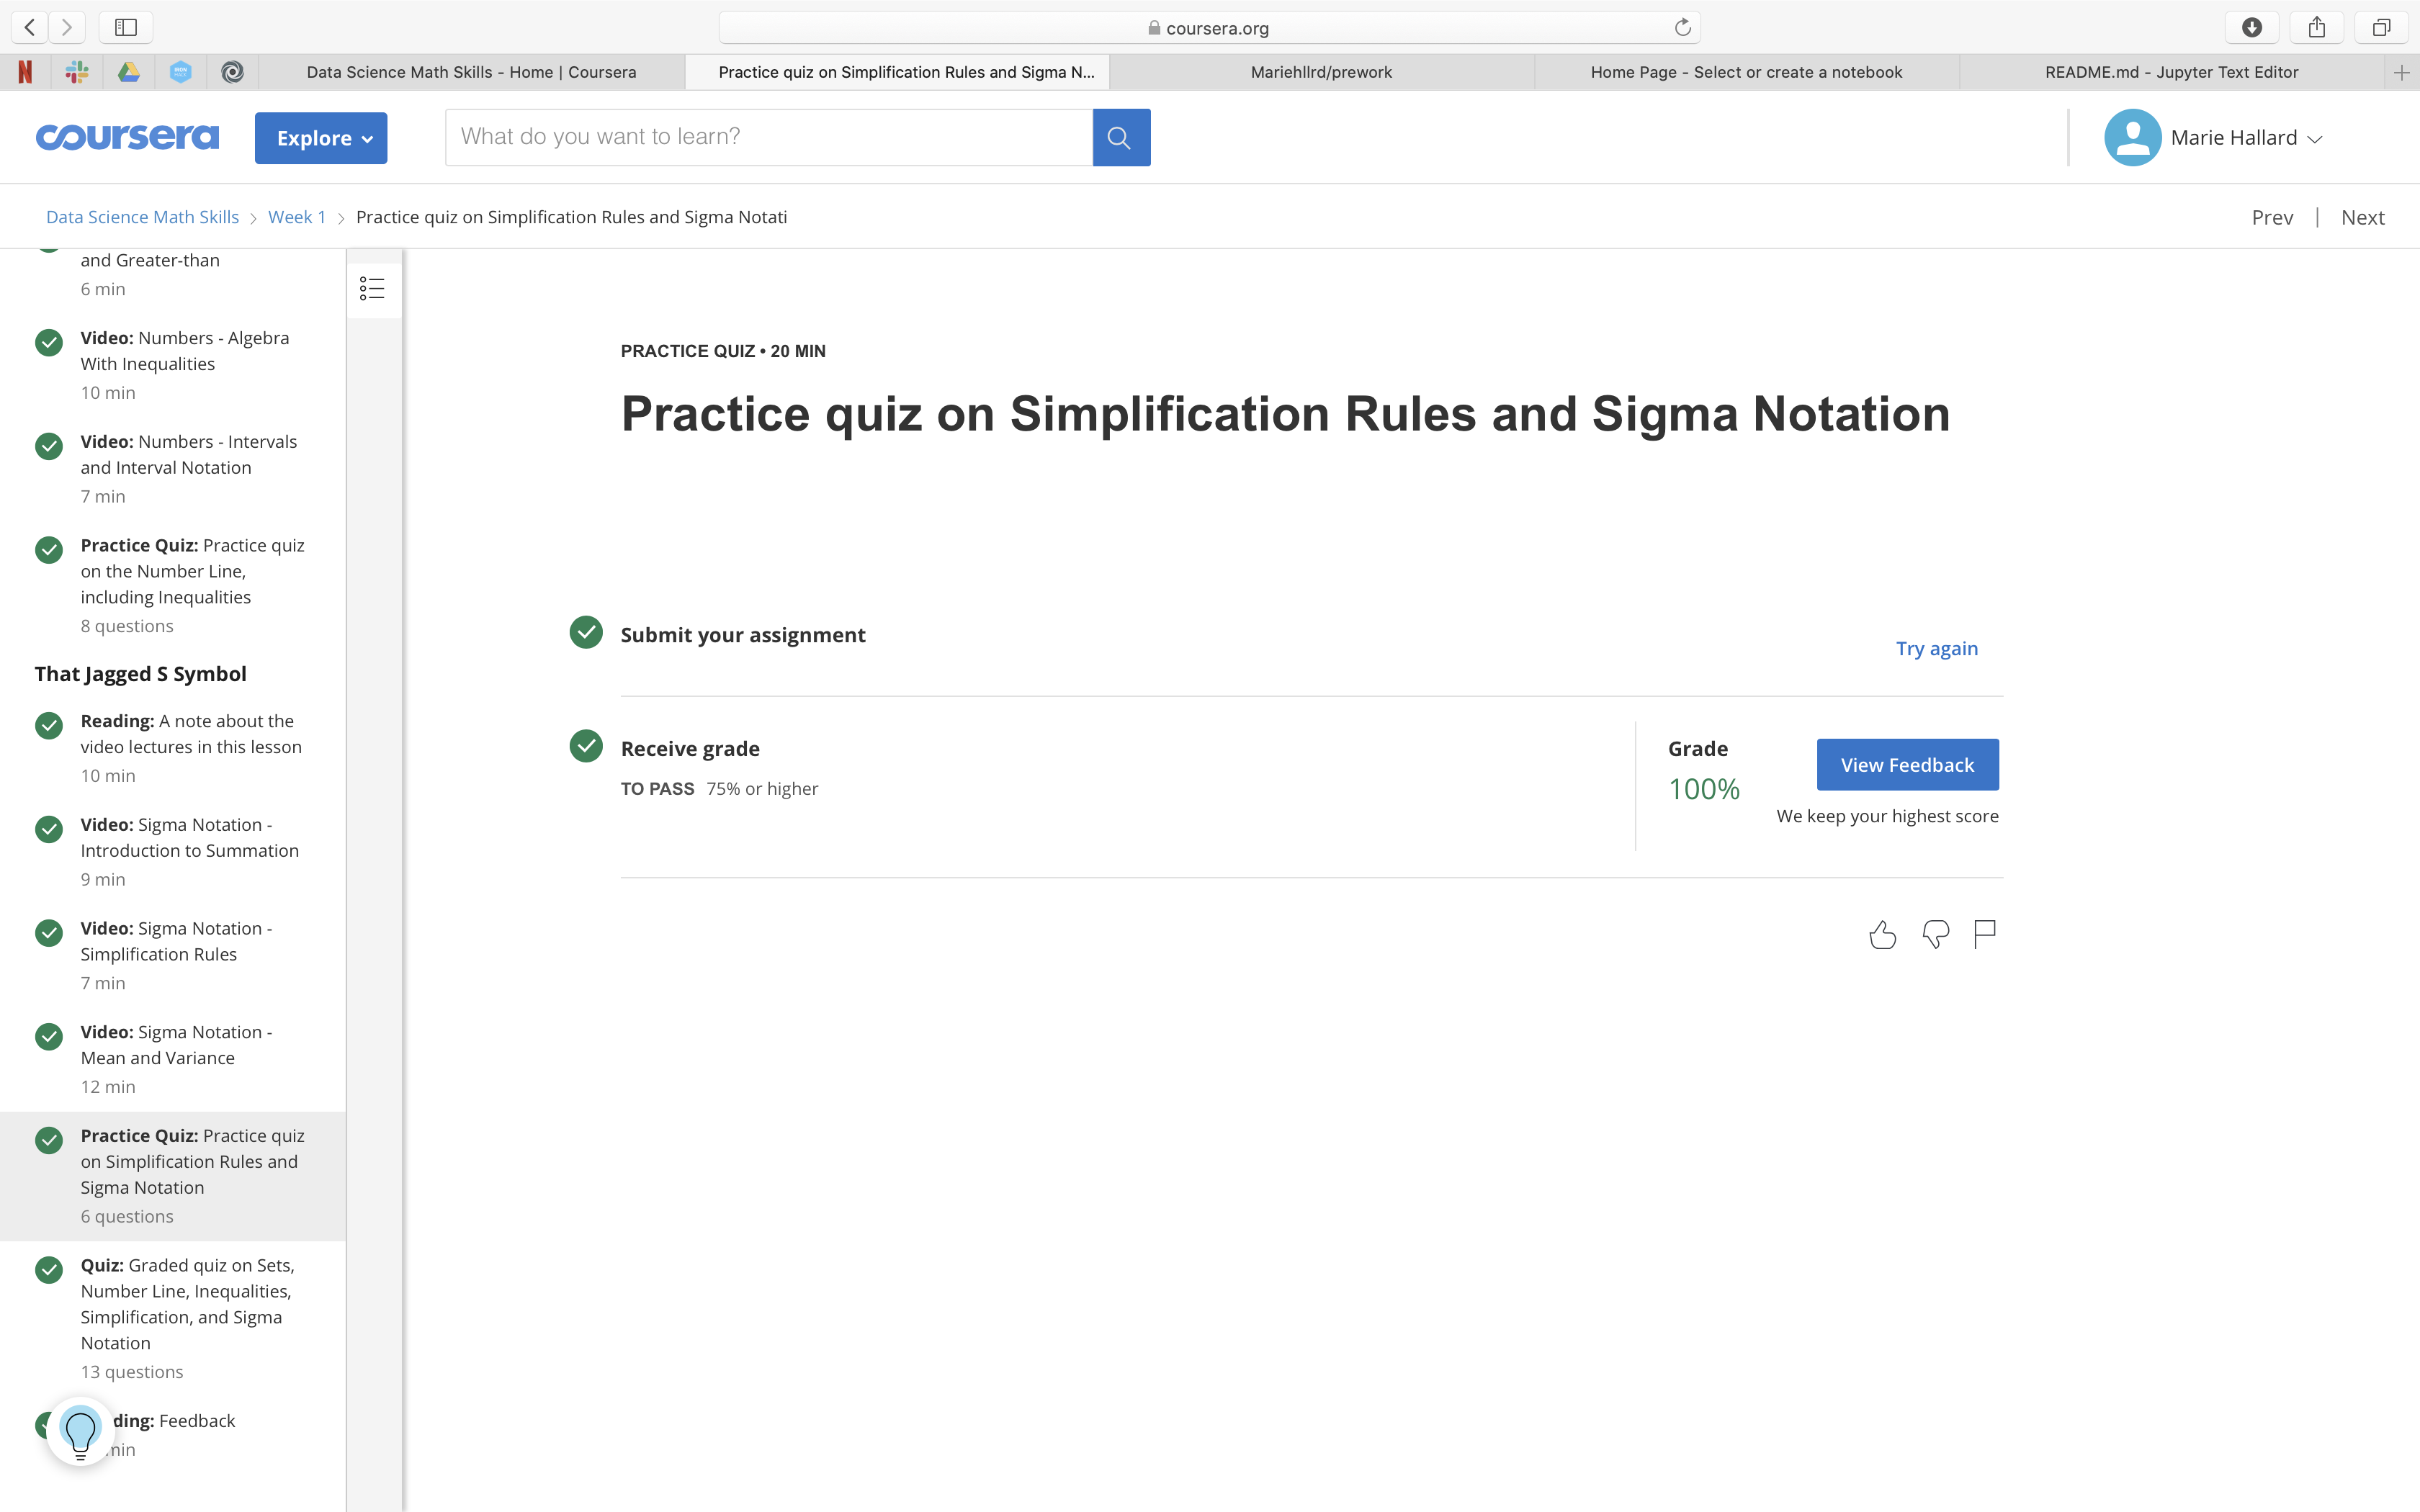 coursera.org
Data Science Math Skills - Home | Coursera
Practice quiz on Simplification Rules and Sigma N...
Mariehllrd/prework
Home Page - Select or create a notebook
README.md - Jupyter Text Editor
coursera
Explore
What do you want to learn?
Marie Hallard
Data Science Math Skills > Week 1 > Practice quiz on Simplification Rules and Sigma Notati
Prev | Next
and Greater-than
6 min
Video: Numbers - Algebra
With Inequalities
10 min
Video: Numbers - Intervals
and Interval Notation
7 min
Practice Quiz: Practice quiz
on the Number Line,
including Inequalities
8 questions
That Jagged S Symbol
Reading: A note about the
video lectures in this lesson
10 min
Video: Sigma Notation -
Introduction to Summation
9 min
Video: Sigma Notation -
Simplification Rules
7 min
Video: Sigma Notation -
Mean and Variance
12 min
Practice Quiz: Practice quiz
on Simplification Rules and
Sigma Notation
6 questions
Quiz: Graded quiz on Sets,
Number Line, Inequalities,
Simplification, and Sigma
Notation
13 questions
ding: Feedback
min
PRACTICE QUIZ • 20 MIN
Practice quiz on Simplification Rules and Sigma Notation
Submit your assignment
Try again
Receive grade
TO PASS 75% or higher
Grade
100%
View Feedback
We keep your highest score